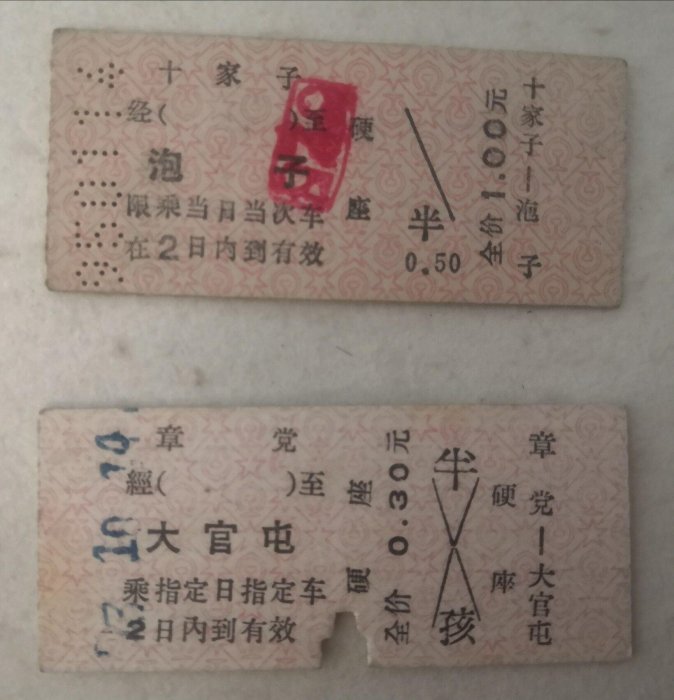 十家子
经( )至
泡子
限乘当日当次车
在2日内到有效
硬座
半
0.50
全价1.00元
十家子—泡子
章党
經( )至
大官屯
乘指定日指定车
2日內到有效
硬座
全价 0.30元
半
孩
硬座
章党—大官屯